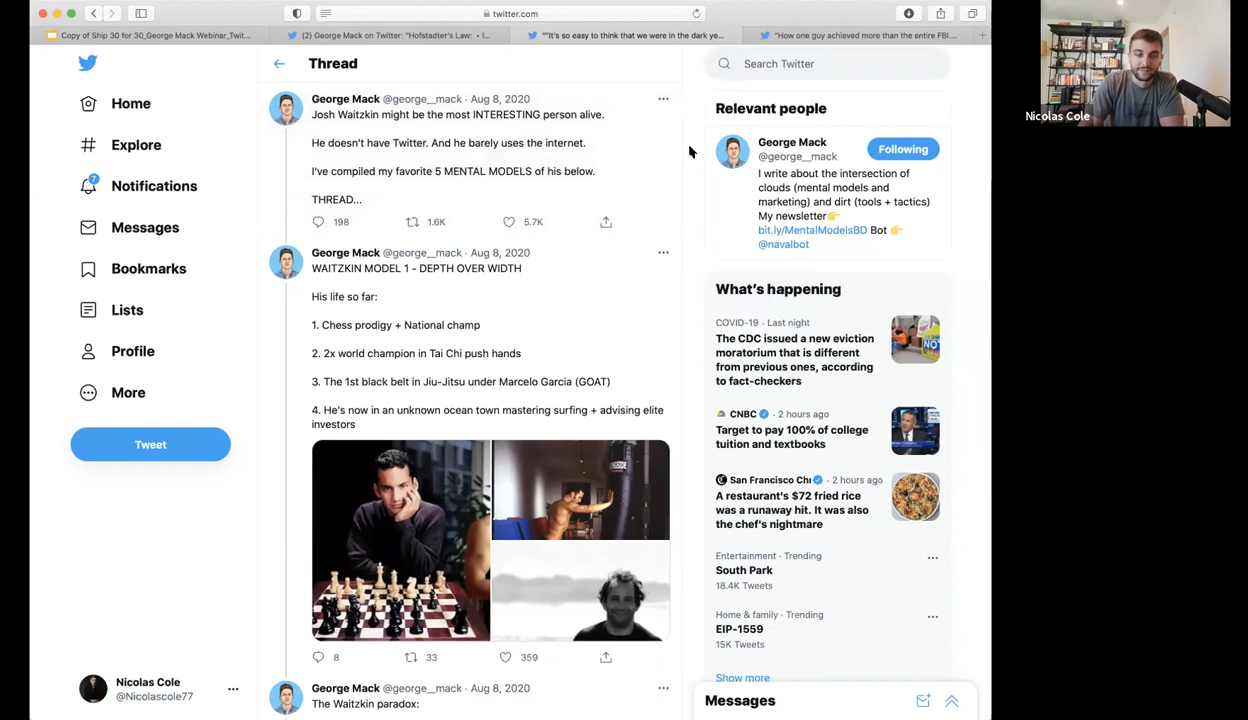 twitter.com
Copy of Ship 30 for 30_George Mack Webinar_Twit...
(2) George Mack on Twitter: "Hofstadter's Law: • I...
""It's so easy to think that we were in the dark ye...
"How one guy achieved more than the entire FBI....
Home
Explore
7
Notifications
Messages
Bookmarks
Lists
Profile
More
Tweet
Nicolas Cole
@Nicolascole77
Thread
George Mack @george__mack · Aug 8, 2020
Josh Waitzkin might be the most INTERESTING person alive.
He doesn't have Twitter. And he barely uses the internet.
I've compiled my favorite 5 MENTAL MODELS of his below.
THREAD...
198 1.6K 5.7K
George Mack @george__mack · Aug 8, 2020
WAITZKIN MODEL 1 - DEPTH OVER WIDTH
His life so far:
1. Chess prodigy + National champ
2. 2x world champion in Tai Chi push hands
3. The 1st black belt in Jiu-Jitsu under Marcelo Garcia (GOAT)
4. He's now in an unknown ocean town mastering surfing + advising elite
investors
8 33 359
George Mack @george__mack · Aug 8, 2020
The Waitzkin paradox:
Search Twitter
Relevant people
George Mack
@george__mack
Following
I write about the intersection of
clouds (mental models and
marketing) and dirt (tools + tactics)
My newsletter👉
bit.ly/MentalModelsBD Bot 👉
@navalbot
What's happening
COVID-19 · Last night
The CDC issued a new eviction
moratorium that is different
from previous ones, according
to fact-checkers
CNBC · 2 hours ago
Target to pay 100% of college
tuition and textbooks
San Francisco Chr · 2 hours ago
A restaurant's $72 fried rice
was a runaway hit. It was also
the chef's nightmare
Entertainment · Trending
South Park
18.4K Tweets
Home & family · Trending
EIP-1559
15K Tweets
Show more
Messages
Nicolas Cole